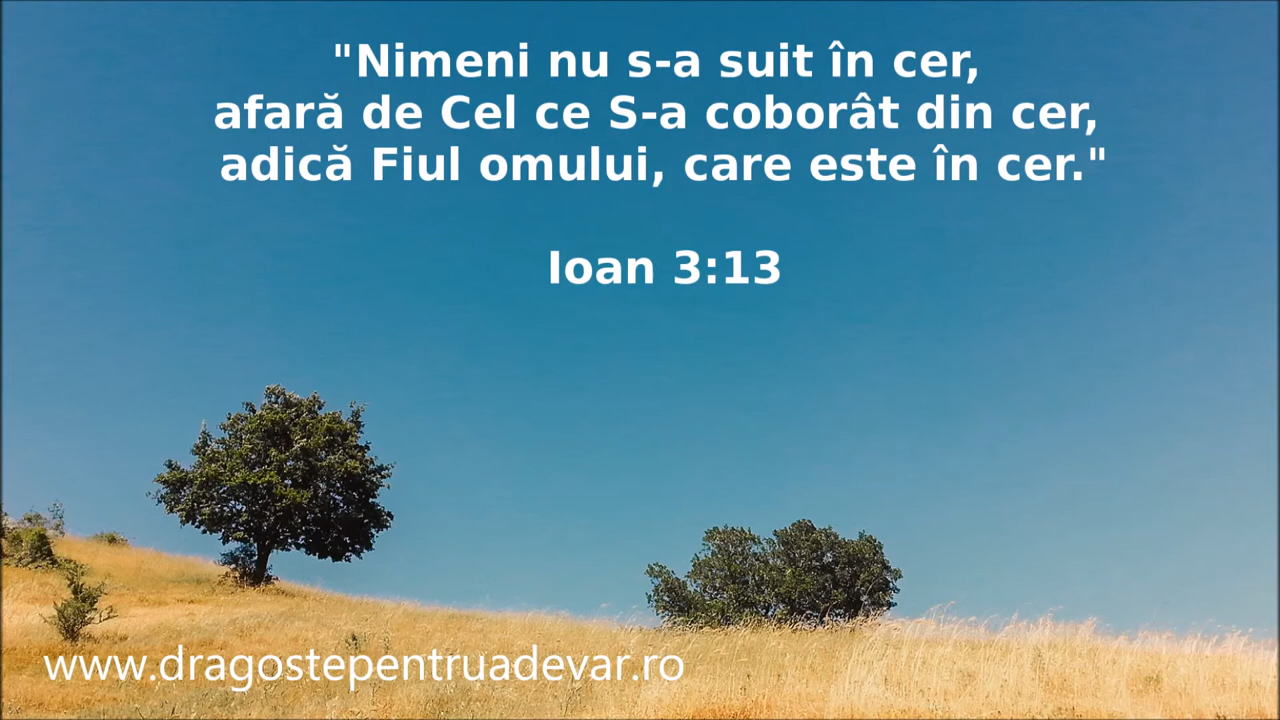 "Nimeni nu s-a suit în cer,
afară de Cel ce S-a coborât din cer,
adică Fiul omului, care este în cer."
Ioan 3:13
www.dragostepentruadevar.ro